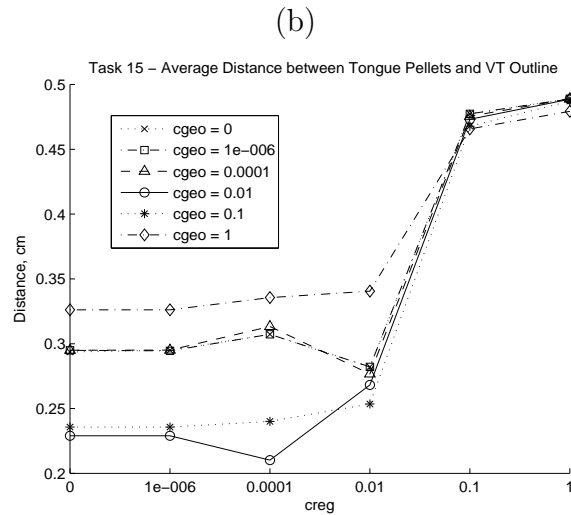 (b)
Task 15 − Average Distance between Tongue Pellets and VT Outline
0.5
0.45
0.4
0.35
0.3
0.25
0.2
Distance, cm
cgeo = 0
cgeo = 1e−006
cgeo = 0.0001
cgeo = 0.01
cgeo = 0.1
cgeo = 1
0 1e−006 0.0001 0.01 0.1 1
creg